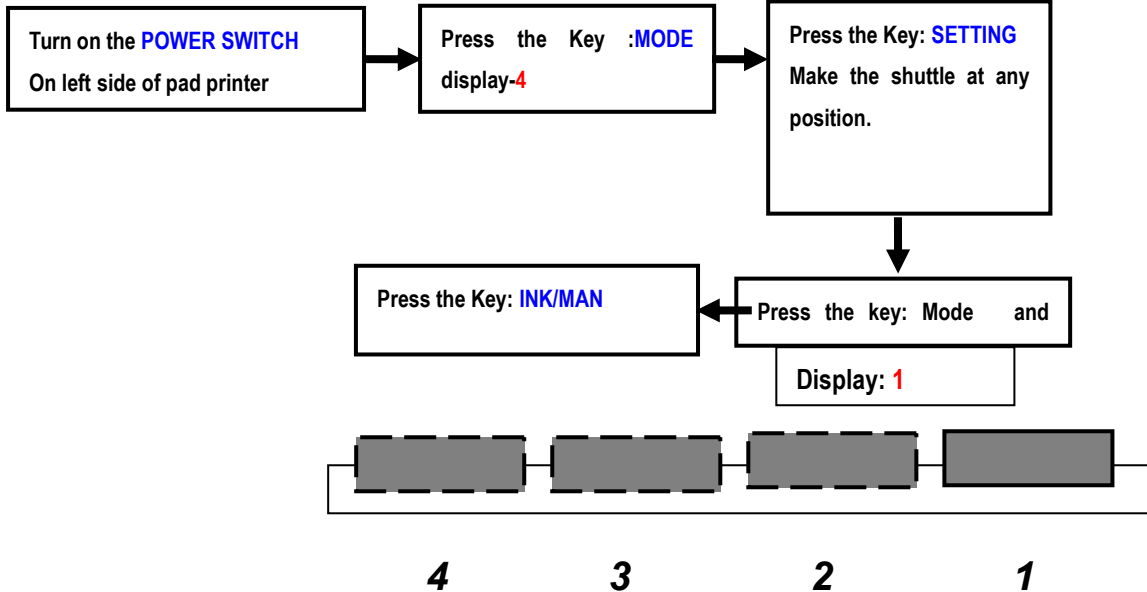 Turn on the POWER SWITCH
On left side of pad printer
Press the Key :MODE
display-4
Press the Key: SETTING
Make the shuttle at any
position.
Press the key: Mode and
Display: 1
Press the Key: INK/MAN
4 3 2 1